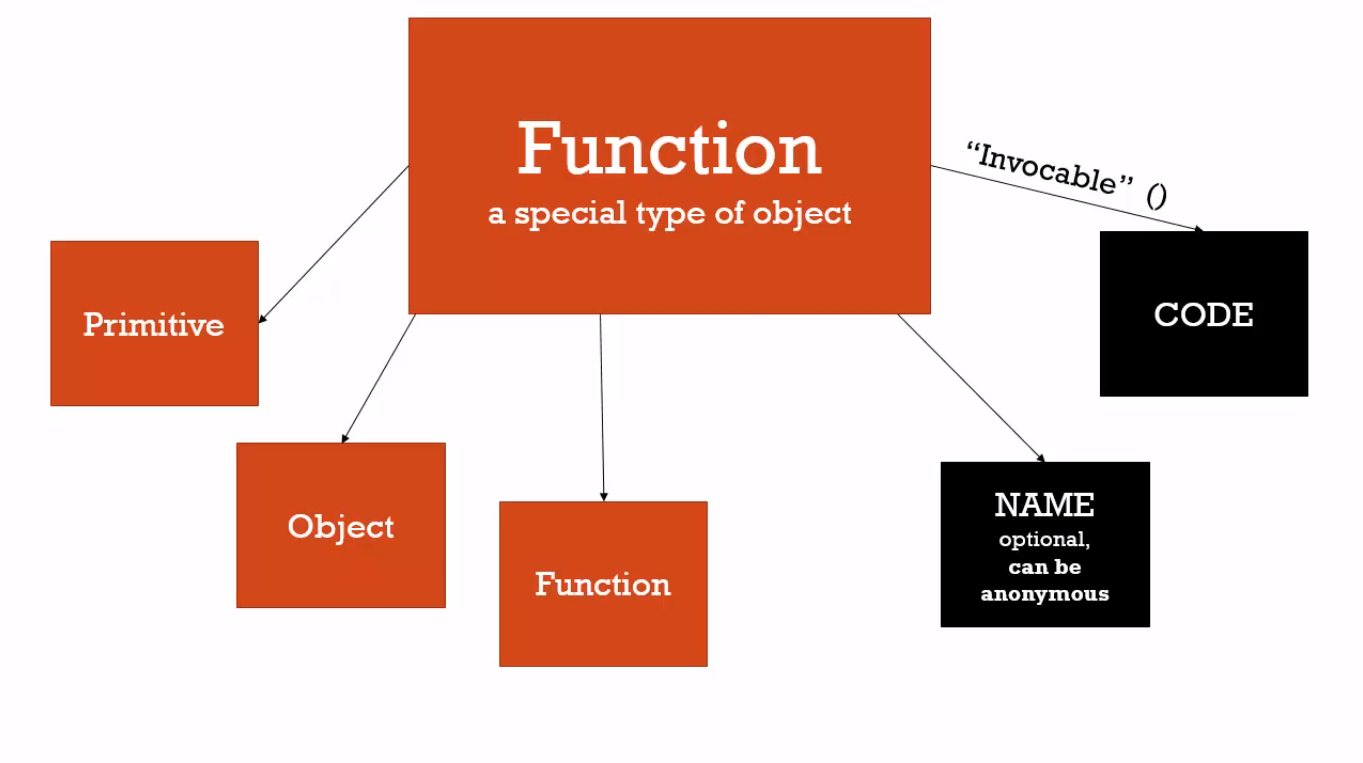 Function
a special type of object
“Invocable” ()
Primitive
CODE
Object
Function
NAME
optional,
can be
anonymous